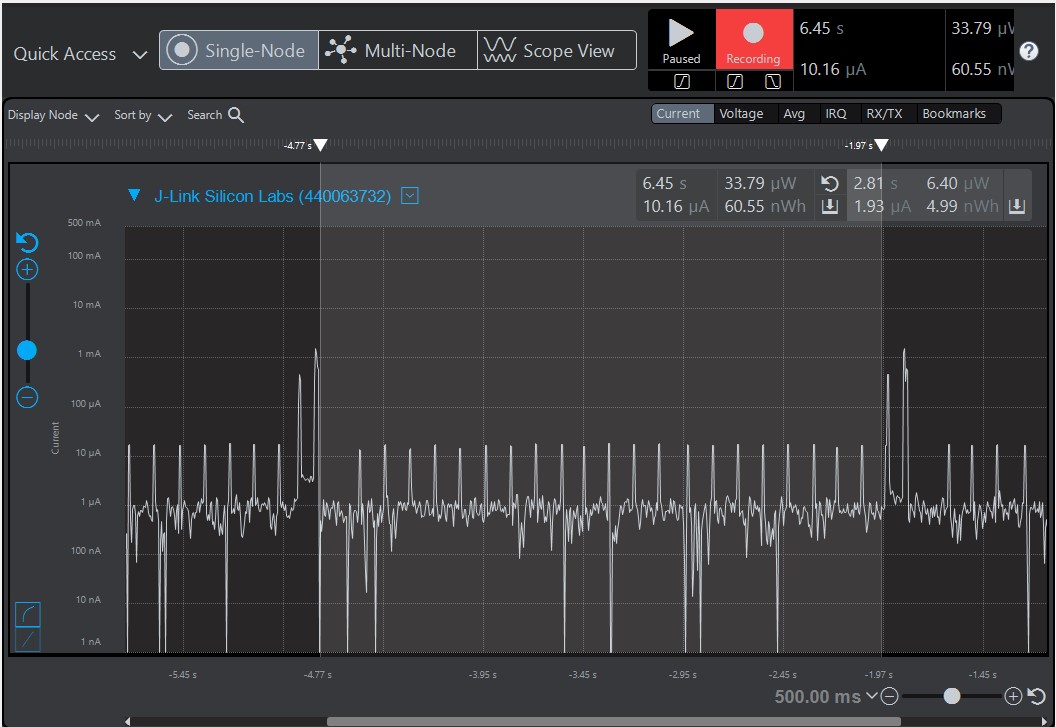 Quick Access
Single-Node
Multi-Node
Scope View
Paused
Recording
6.45 s
10.16 µA
33.79 µ
60.55 n
?
Display Node
Sort by
Search
Current
Voltage
Avg
IRQ
RX/TX
Bookmarks
-4.77 s
-1.97 s
J-Link Silicon Labs (440063732)
6.45 s
10.16 µA
33.79 µW
60.55 nWh
2.81 s
1.93 µA
6.40 µW
4.99 nWh
500 mA
100 mA
10 mA
1 mA
100 µA
10 µA
1 µA
100 nA
10 nA
1 nA
Current
-5.45 s
-4.77 s
-3.95 s
-3.45 s
-2.95 s
-2.45 s
-1.97 s
-1.45 s
500.00 ms